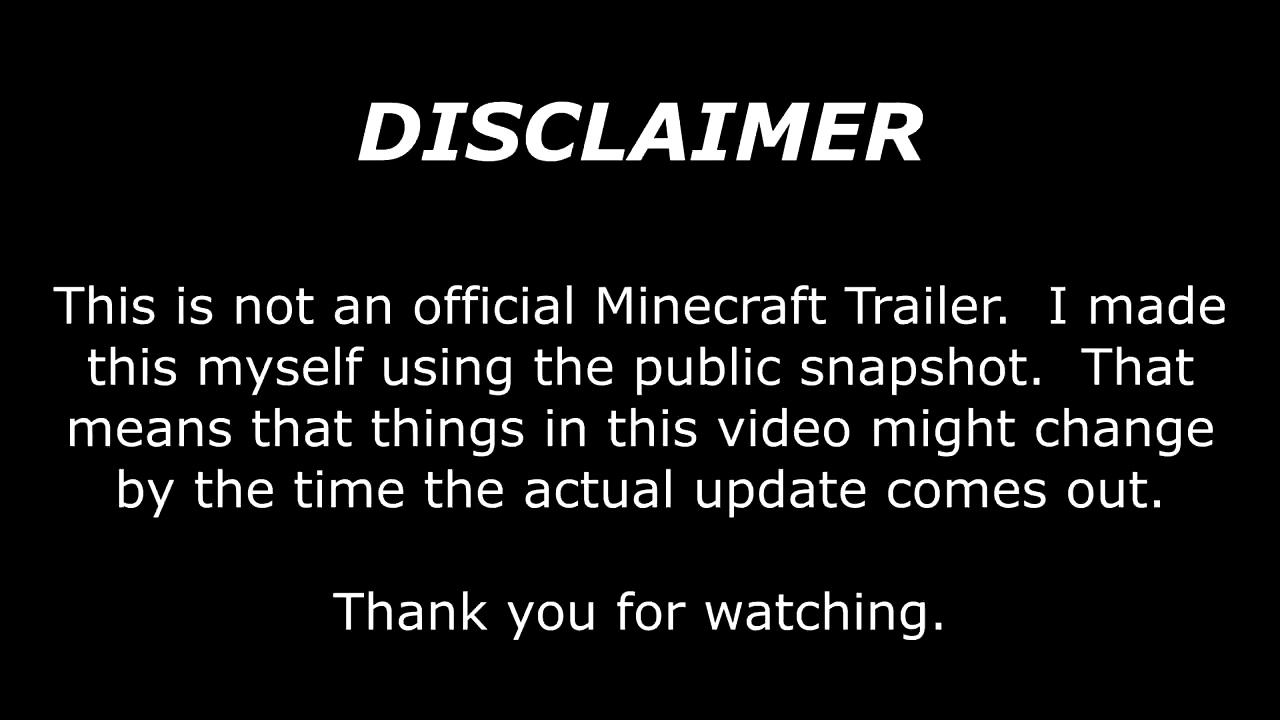 DISCLAIMER
This is not an official Minecraft Trailer.  I made
this myself using the public snapshot.  That
means that things in this video might change
by the time the actual update comes out.
Thank you for watching.